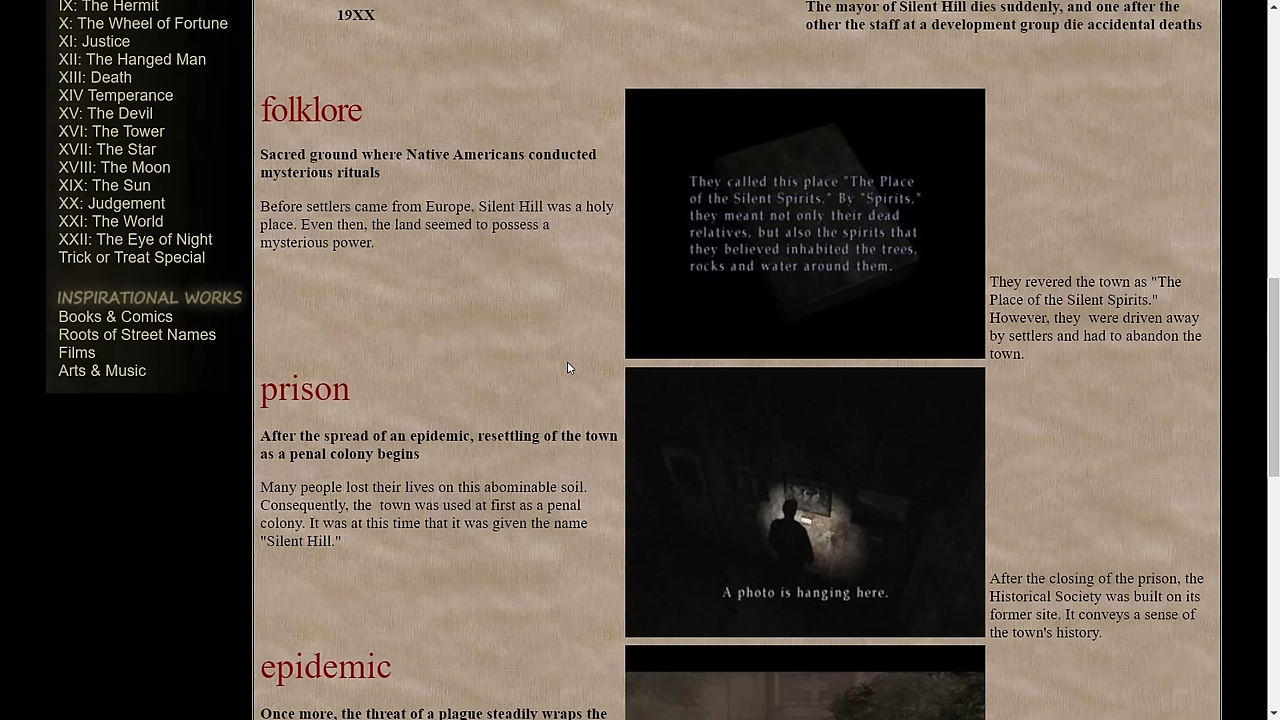 IX: The Hermit
X: The Wheel of Fortune
XI: Justice
XII: The Hanged Man
XIII: Death
XIV Temperance
XV: The Devil
XVI: The Tower
XVII: The Star
XVIII: The Moon
XIX: The Sun
XX: Judgement
XXI: The World
XXII: The Eye of Night
Trick or Treat Special
INSPIRATIONAL WORKS
Books & Comics
Roots of Street Names
Films
Arts & Music
19XX
The mayor of Silent Hill dies suddenly, and one after the
other the staff at a development group die accidental deaths
folklore
Sacred ground where Native Americans conducted
mysterious rituals
Before settlers came from Europe, Silent Hill was a holy
place. Even then, the land seemed to possess a
mysterious power.
They called this place "The Place
of the Silent Spirits." By "Spirits,"
they meant not only their dead
relatives, but also the spirits that
they believed inhabited the trees,
rocks and water around them.
They revered the town as "The
Place of the Silent Spirits."
However, they  were driven away
by settlers and had to abandon the
town.
prison
After the spread of an epidemic, resettling of the town
as a penal colony begins
Many people lost their lives on this abominable soil.
Consequently, the  town was used at first as a penal
colony. It was at this time that it was given the name
"Silent Hill."
A photo is hanging here.
After the closing of the prison, the
Historical Society was built on its
former site. It conveys a sense of
the town's history.
epidemic
Once more, the threat of a plague steadily wraps the